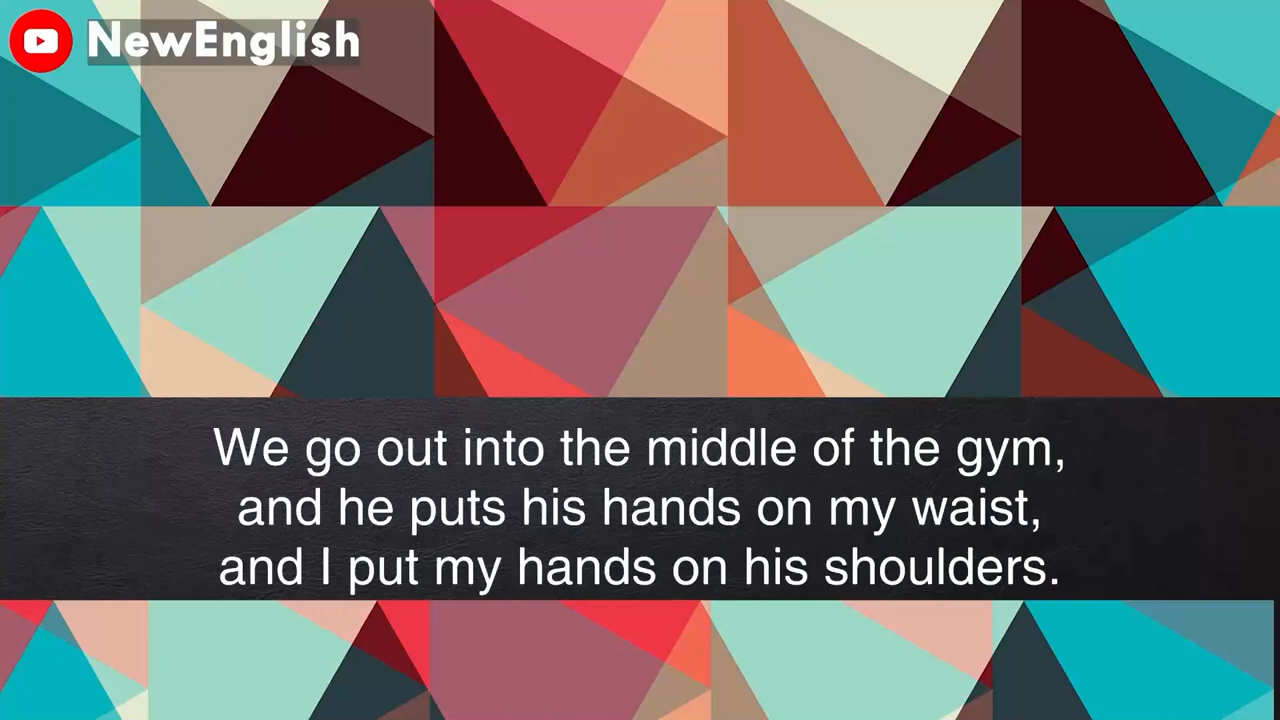 NewEnglish
We go out into the middle of the gym,
and he puts his hands on my waist,
and I put my hands on his shoulders.